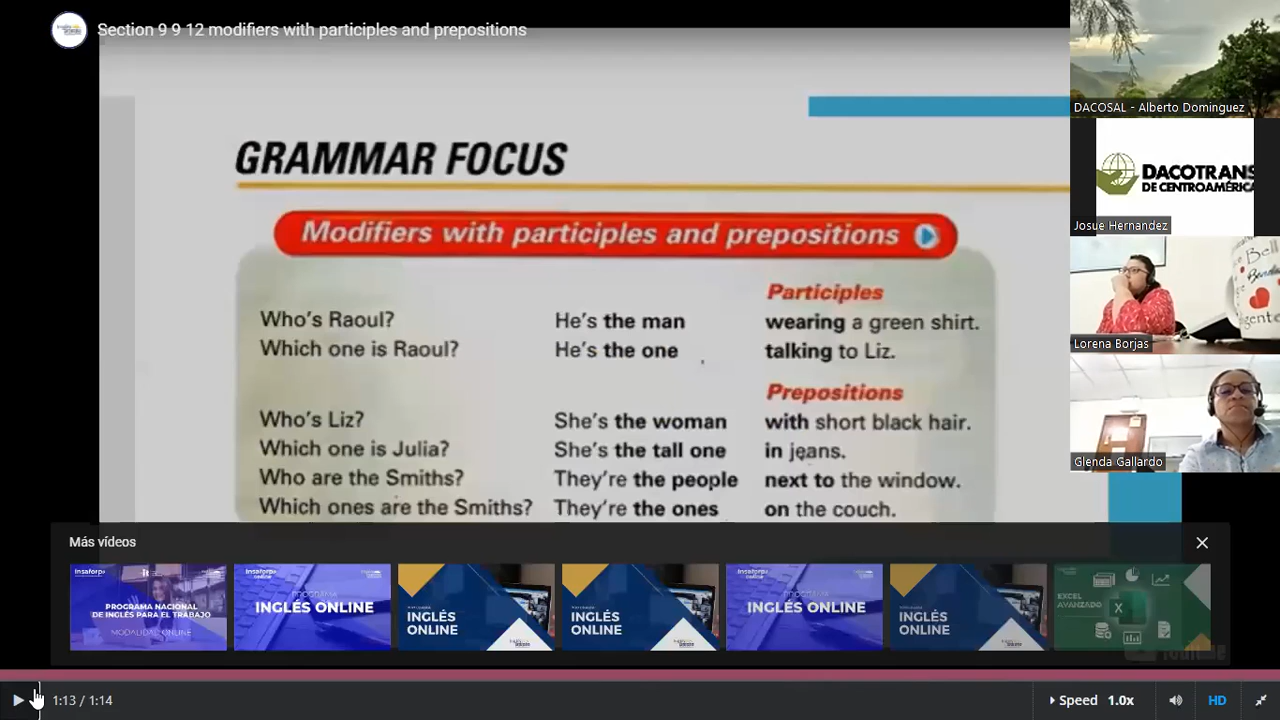 Section 9 9 12 modifiers with participles and prepositions
GRAMMAR FOCUS
Modifiers with participles and prepositions
Participles
Who's Raoul? He's the man wearing a green shirt.
Which one is Raoul? He's the one talking to Liz.
Prepositions
Who's Liz? She's the woman with short black hair.
Which one is Julia? She's the tall one in jeans.
Who are the Smiths? They're the people next to the window.
Which ones are the Smiths? They're the ones on the couch.
DACOSAL - Alberto Dominguez
DACOTRANS
DE CENTROAMÉRICA
Josue Hernandez
Lorena Borjas
Glenda Gallardo
Más vídeos
insaforp
PROGRAMA NACIONAL
DE INGLÉS PARA EL TRABAJO
MODALIDAD ONLINE
PROGRAMA
INGLÉS ONLINE
INGLÉS
ONLINE
INGLÉS
ONLINE
PROGRAMA
INGLÉS ONLINE
INGLÉS
ONLINE
EXCEL
AVANZADO
X
YouTube
1:13 / 1:14
Speed 1.0x
HD